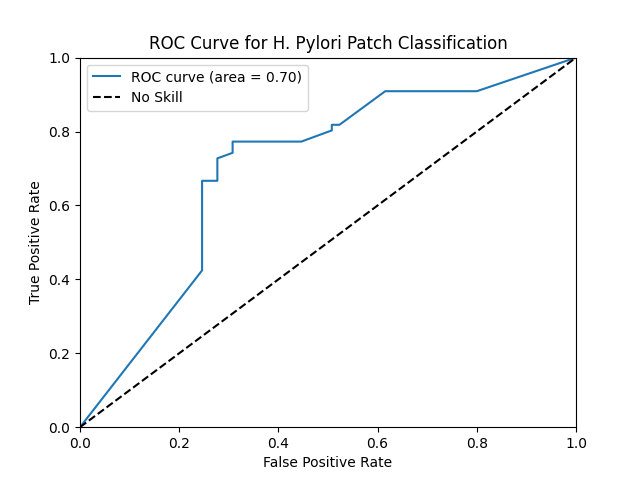 ROC Curve for H. Pylori Patch Classification
ROC curve (area = 0.70)
No Skill
True Positive Rate
1.0
0.8
0.6
0.4
0.2
0.0
0.0 0.2 0.4 0.6 0.8 1.0
False Positive Rate